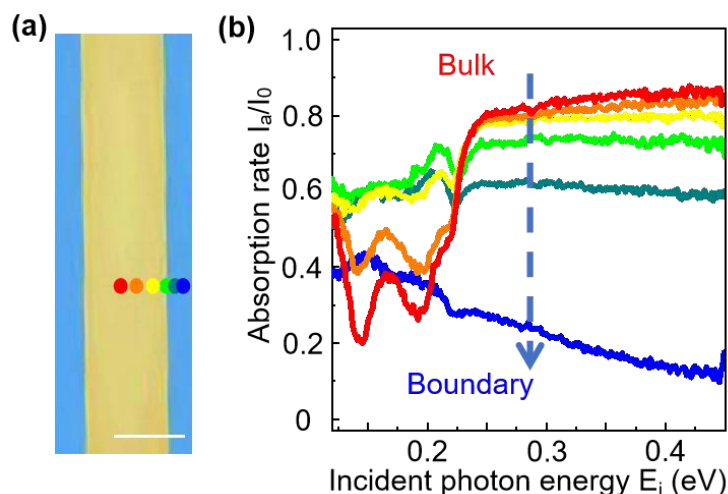 (a)
(b)
1.0
0.8
0.6
0.4
0.2
0
Absorption rate Iₐ/I₀
Bulk
Boundary
0.2
0.3
0.4
Incident photon energy Eᵢ (eV)